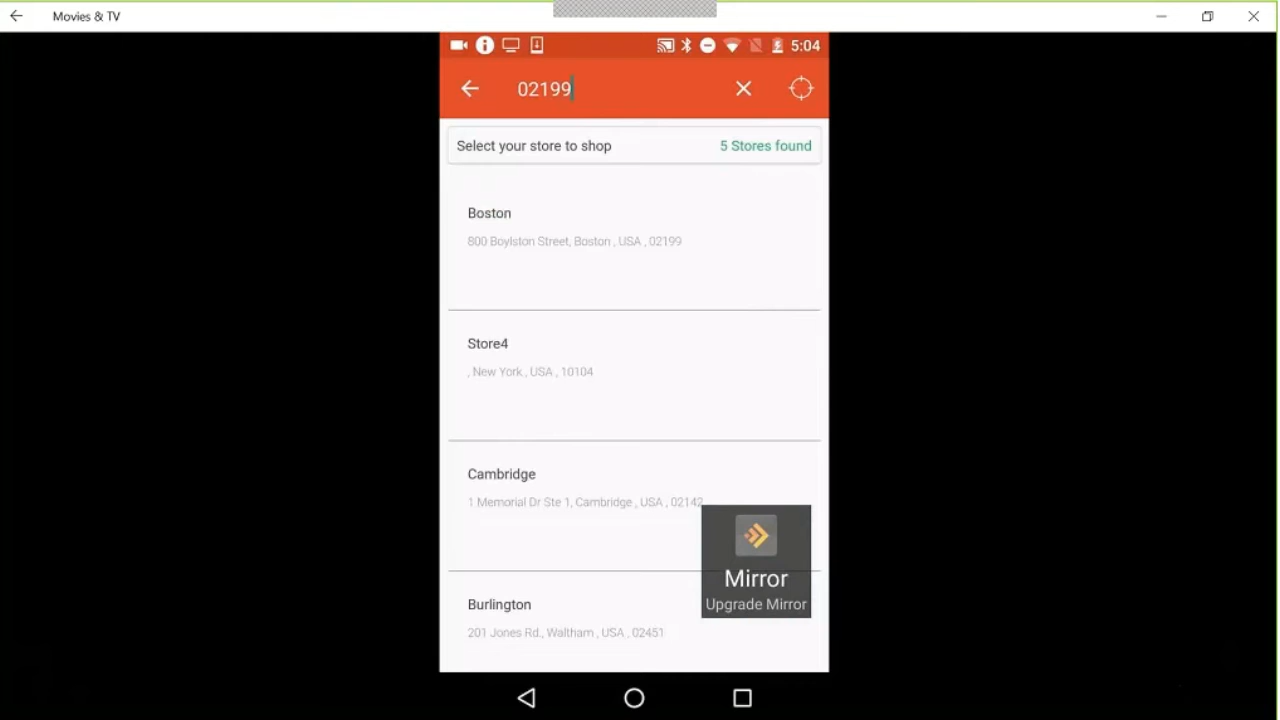 Movies & TV
5:04
02199
Select your store to shop
5 Stores found
Boston
800 Boylston Street, Boston , USA , 02199
Store4
, New York , USA , 10104
Cambridge
1 Memorial Dr Ste 1, Cambridge , USA , 02142
Mirror
Upgrade Mirror
Burlington
201 Jones Rd., Waltham , USA , 02451